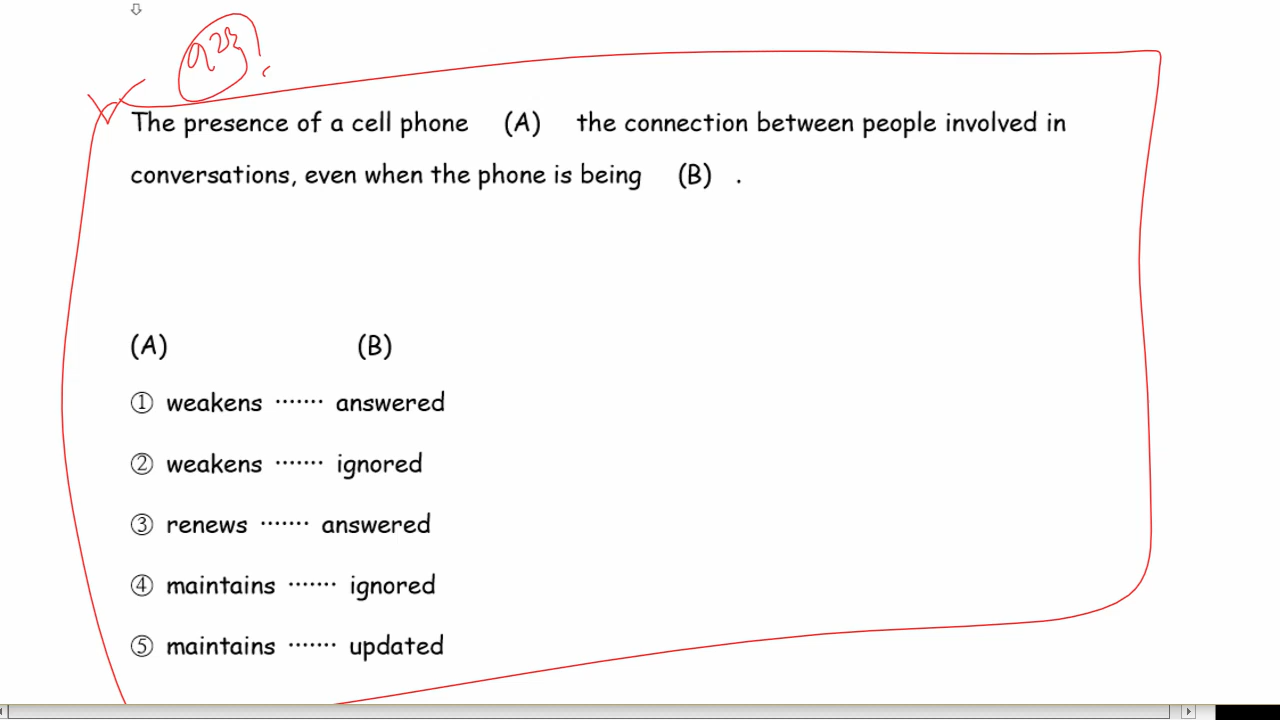 The presence of a cell phone (A) the connection between people involved in
conversations, even when the phone is being (B) .
(A) (B)
① weakens ······· answered
② weakens ······· ignored
③ renews ······· answered
④ maintains ······· ignored
⑤ maintains ······· updated